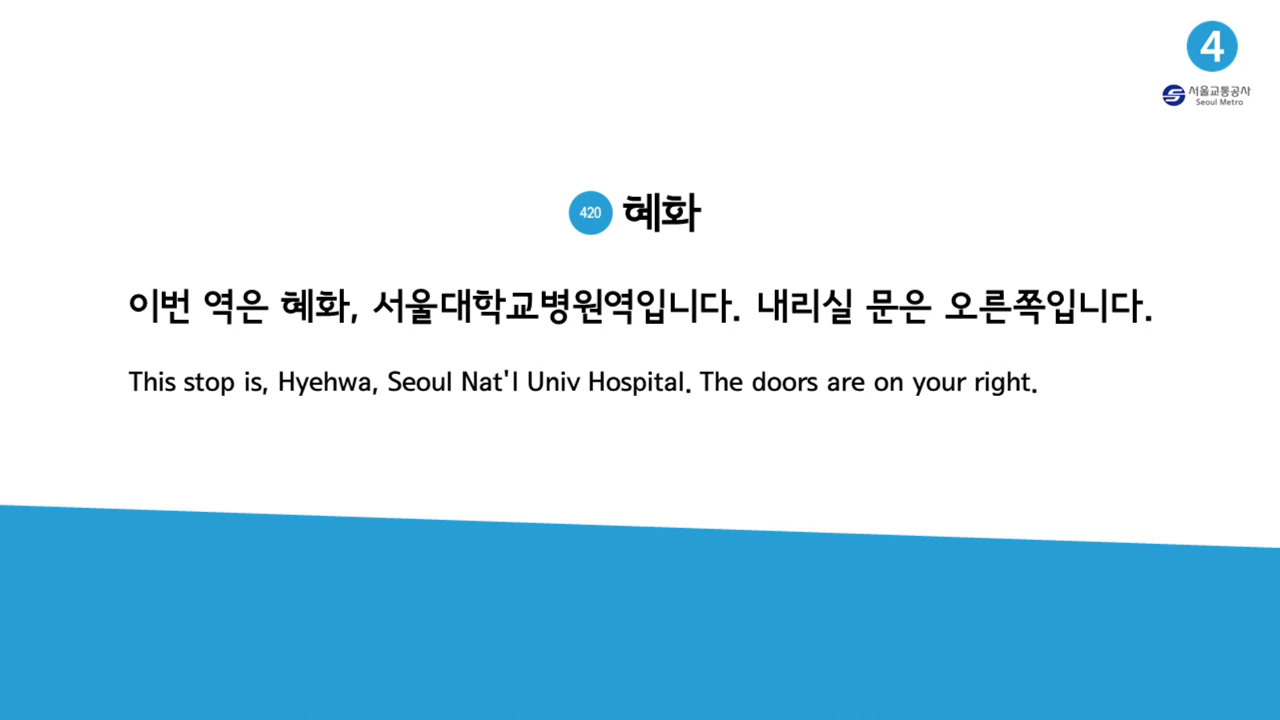 4
서울교통공사
Seoul Metro
420 혜화
이번 역은 혜화, 서울대학교병원역입니다. 내리실 문은 오른쪽입니다.
This stop is, Hyehwa, Seoul Nat'l Univ Hospital. The doors are on your right.